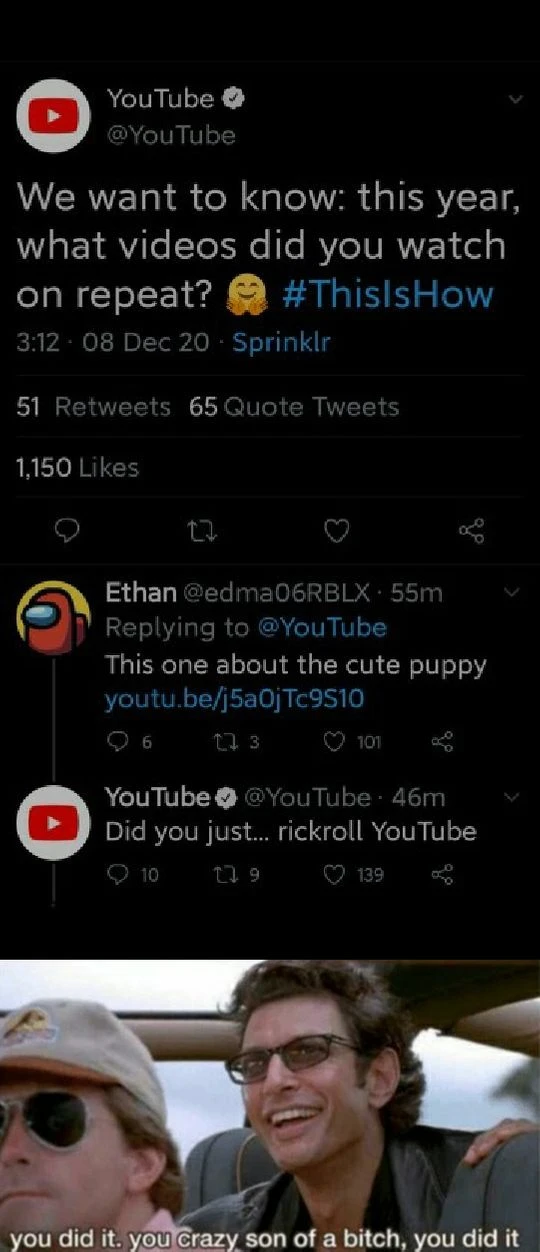 YouTube
@YouTube
We want to know: this year,
what videos did you watch
on repeat? 🤗 #ThisIsHow
3:12 · 08 Dec 20 · Sprinklr
51 Retweets 65 Quote Tweets
1,150 Likes
Ethan @edma06RBLX · 55m
Replying to @YouTube
This one about the cute puppy
youtu.be/j5a0jTc9S10
6 3 101
YouTube @YouTube · 46m
Did you just... rickroll YouTube
10 9 139
you did it. you crazy son of a bitch, you did it